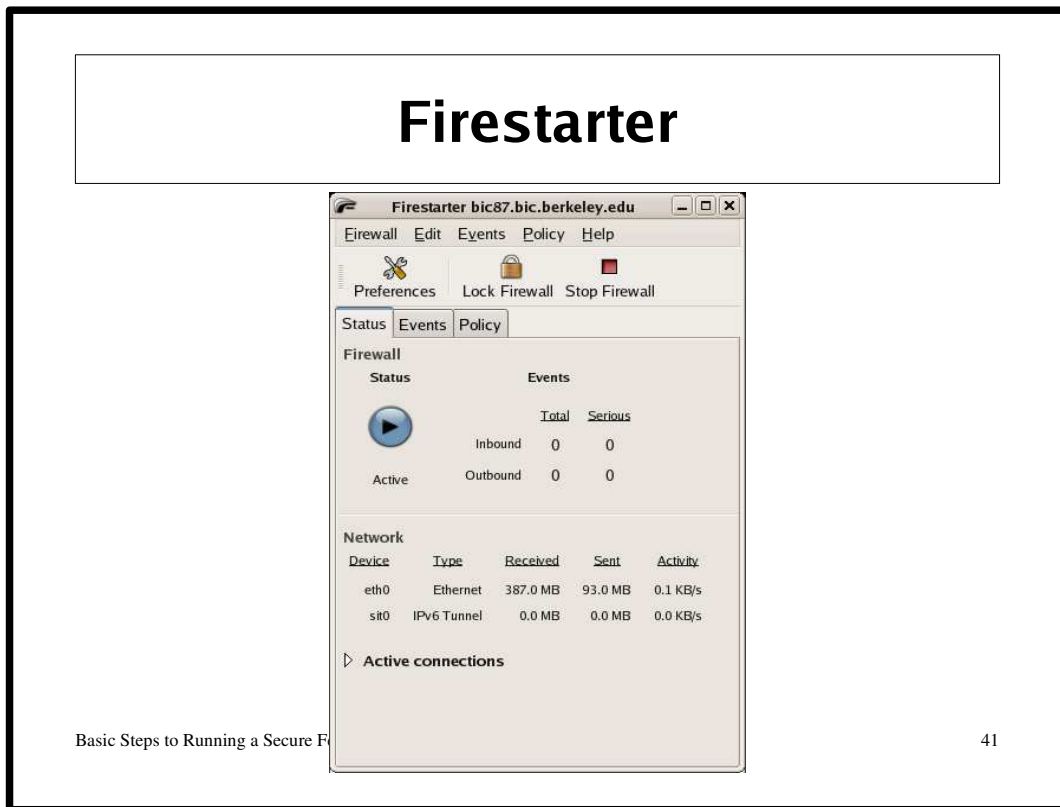 Firestarter
Firestarter bic87.bic.berkeley.edu
Firewall Edit Events Policy Help
Preferences Lock Firewall Stop Firewall
Status Events Policy
Firewall
Status Events
Total Serious
Inbound 0 0
Outbound 0 0
Active
Network
Device Type Received Sent Activity
eth0 Ethernet 387.0 MB 93.0 MB 0.1 KB/s
sit0 IPv6 Tunnel 0.0 MB 0.0 MB 0.0 KB/s
Active connections
Basic Steps to Running a Secure
41